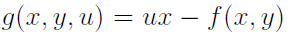 g(x, y, u) = ux − f(x, y)